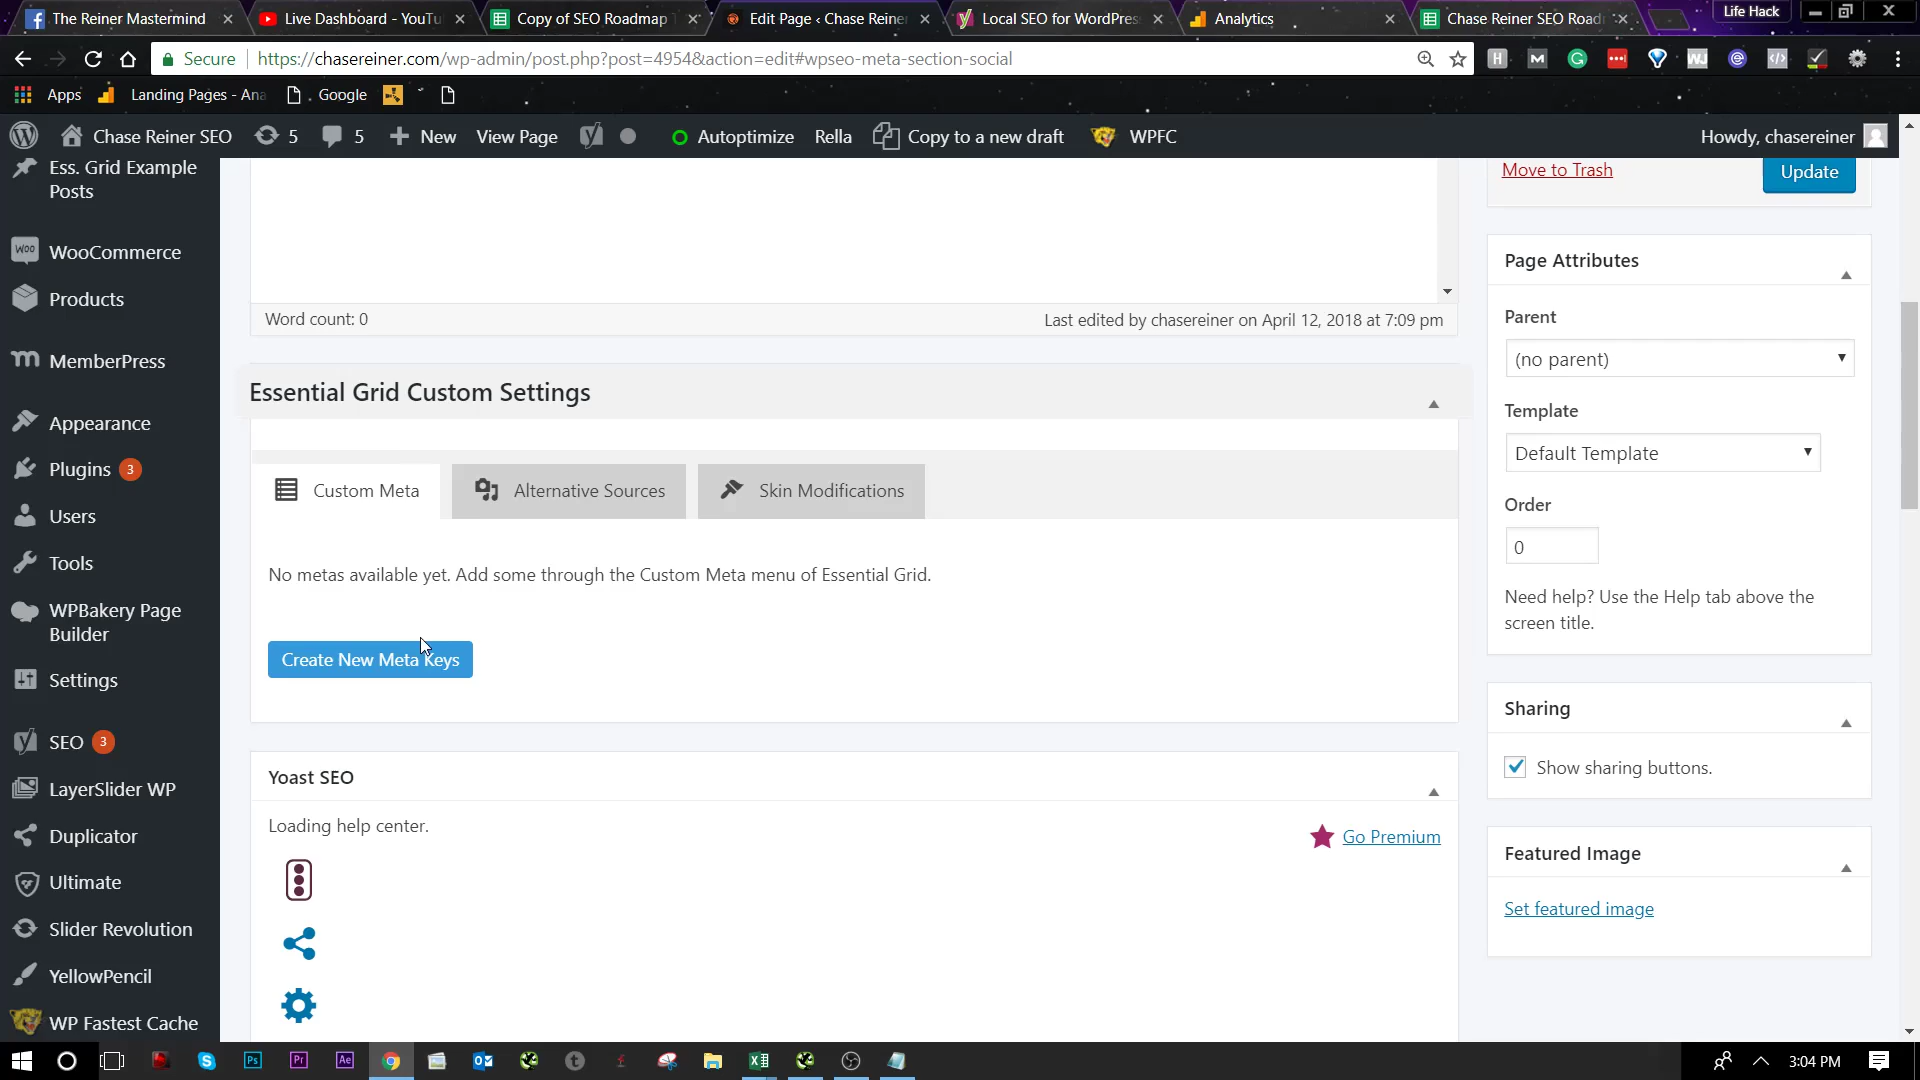 The Reiner Mastermind
Live Dashboard - YouTu
Copy of SEO Roadmap T
Edit Page ‹ Chase Reiner
Local SEO for WordPress
Analytics
Chase Reiner SEO Road
Life Hack
Secure
https://chasereiner.com/wp-admin/post.php?post=4954&action=edit#wpseo-meta-section-social
Apps
Landing Pages - Ana
Google
Chase Reiner SEO
5
5
New
View Page
Autoptimize
Rella
Copy to a new draft
WPFC
Howdy, chasereiner
Ess. Grid Example
Posts
WooCommerce
Products
MemberPress
Appearance
Plugins 3
Users
Tools
WPBakery Page
Builder
Settings
SEO 3
LayerSlider WP
Duplicator
Ultimate
Slider Revolution
YellowPencil
WP Fastest Cache
Word count: 0
Last edited by chasereiner on April 12, 2018 at 7:09 pm
Essential Grid Custom Settings
Custom Meta
Alternative Sources
Skin Modifications
No metas available yet. Add some through the Custom Meta menu of Essential Grid.
Create New Meta Keys
Yoast SEO
Loading help center.
Go Premium
Move to Trash
Update
Page Attributes
Parent
(no parent)
Template
Default Template
Order
0
Need help? Use the Help tab above the
screen title.
Sharing
Show sharing buttons.
Featured Image
Set featured image
3:04 PM